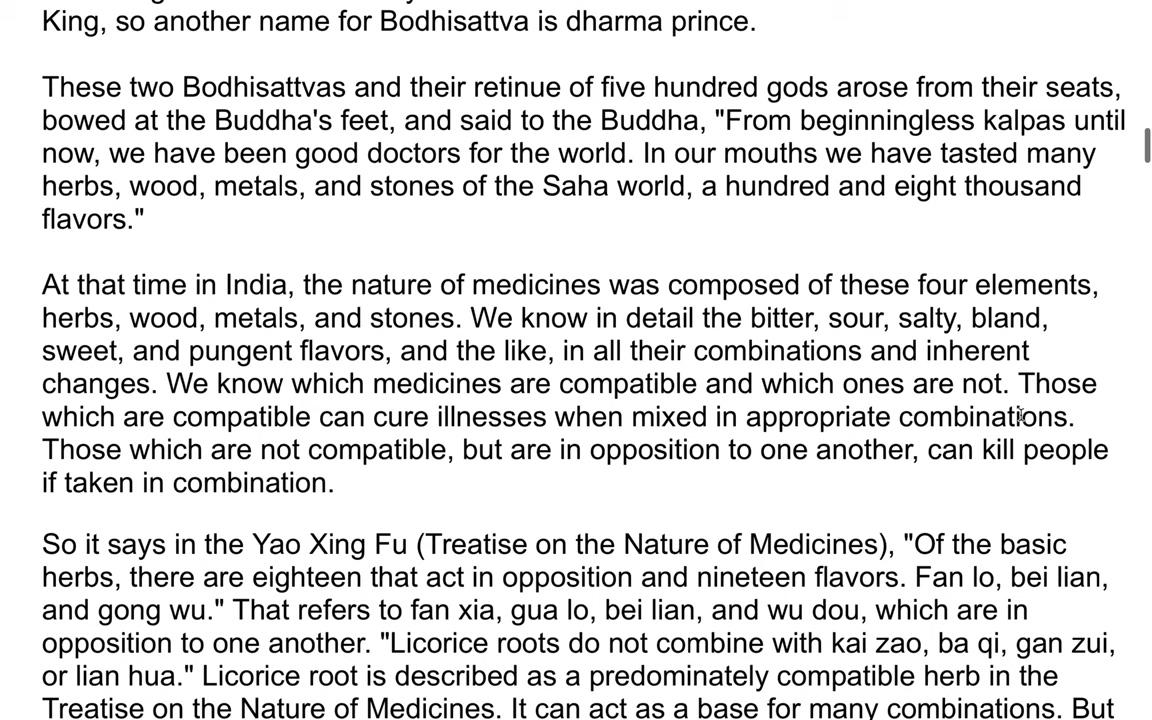 King, so another name for Bodhisattva is dharma prince.
These two Bodhisattvas and their retinue of five hundred gods arose from their seats,
bowed at the Buddha's feet, and said to the Buddha, "From beginningless kalpas until
now, we have been good doctors for the world. In our mouths we have tasted many
herbs, wood, metals, and stones of the Saha world, a hundred and eight thousand
flavors."
At that time in India, the nature of medicines was composed of these four elements,
herbs, wood, metals, and stones. We know in detail the bitter, sour, salty, bland,
sweet, and pungent flavors, and the like, in all their combinations and inherent
changes. We know which medicines are compatible and which ones are not. Those
which are compatible can cure illnesses when mixed in appropriate combinations.
Those which are not compatible, but are in opposition to one another, can kill people
if taken in combination.
So it says in the Yao Xing Fu (Treatise on the Nature of Medicines), "Of the basic
herbs, there are eighteen that act in opposition and nineteen flavors. Fan lo, bei lian,
and gong wu." That refers to fan xia, gua lo, bei lian, and wu dou, which are in
opposition to one another. "Licorice roots do not combine with kai zao, ba qi, gan zui,
or lian hua." Licorice root is described as a predominately compatible herb in the
Treatise on the Nature of Medicines. It can act as a base for many combinations. But